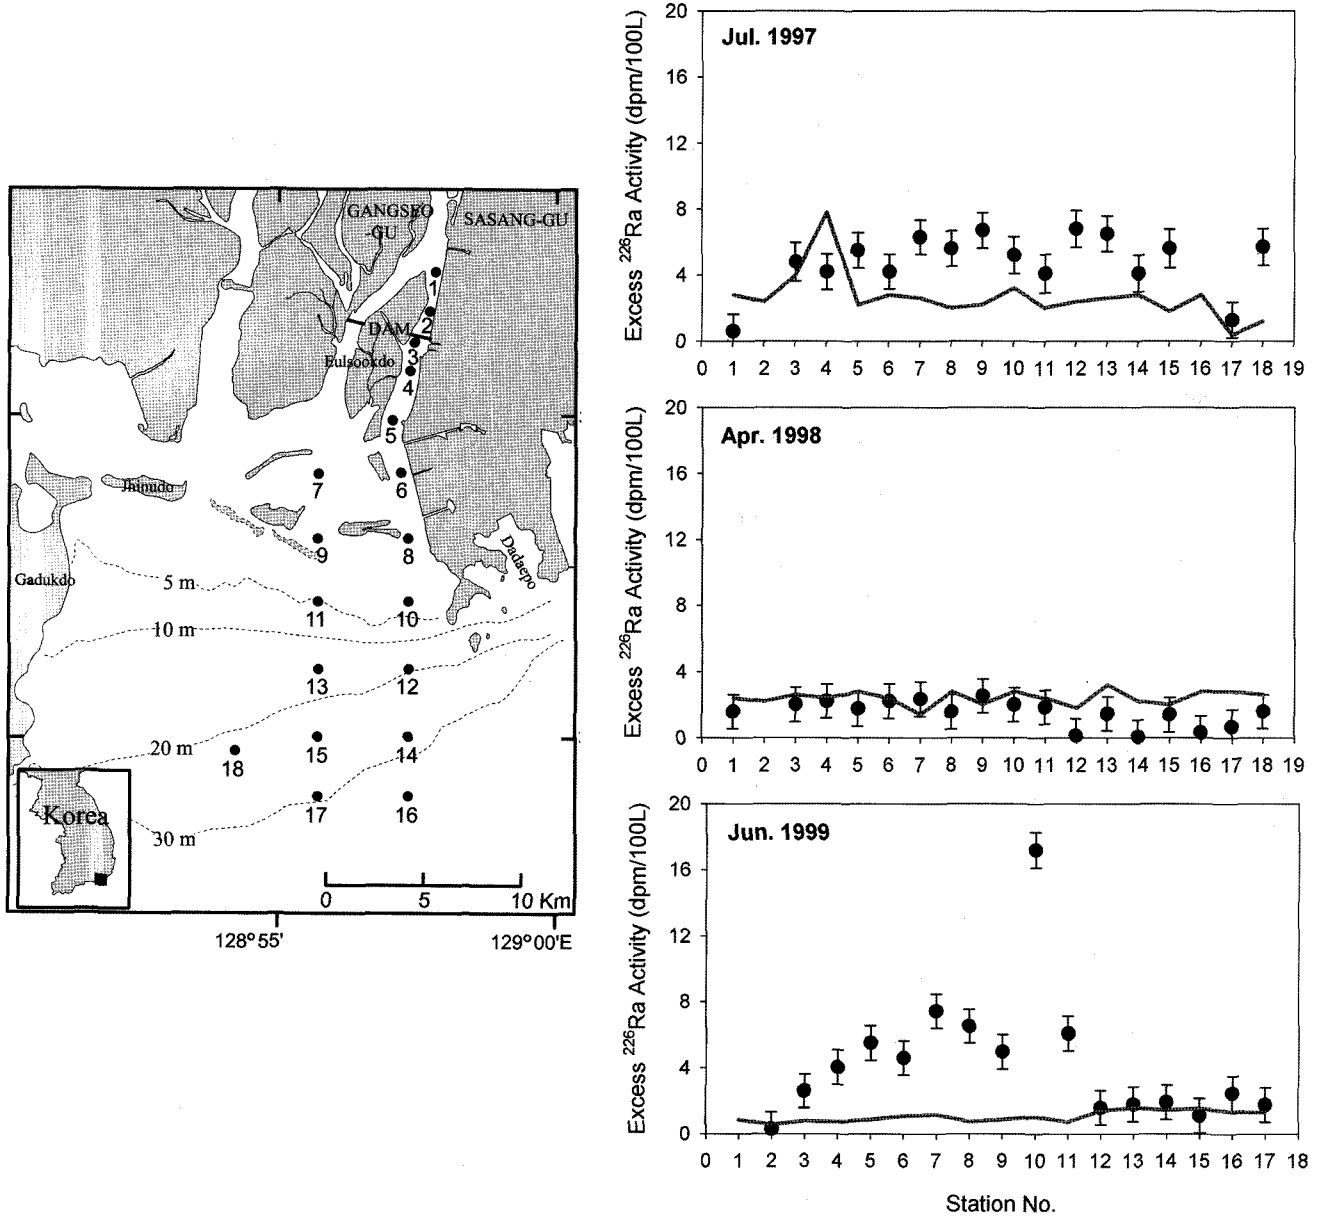 GANGSEO
-GU
SASANG-GU
1
2
DAM
3
Eulsookdo
4
5
7
6
Jhinudo
9
8
Dadaepo
Gadukdo
5 m
11
10
10 m
13
12
20 m
18
15
14
17
16
Korea
30 m
0
5
10 Km
128°55'
129°00'E
Excess 226Ra Activity (dpm/100L)
Jul. 1997
20
16
12
8
4
0
0 1 2 3 4 5 6 7 8 9 10 11 12 13 14 15 16 17 18 19
Excess 226Ra Activity (dpm/100L)
Apr. 1998
20
16
12
8
4
0
0 1 3 4 5 6 7 8 9 10 11 12 13 14 15 16 17 18 19
Excess 226Ra Activity (dpm/100L)
Jun. 1999
20
16
12
8
4
0
0 1 2 3 4 5 6 7 8 9 10 11 12 13 14 15 16 17 18
Station No.